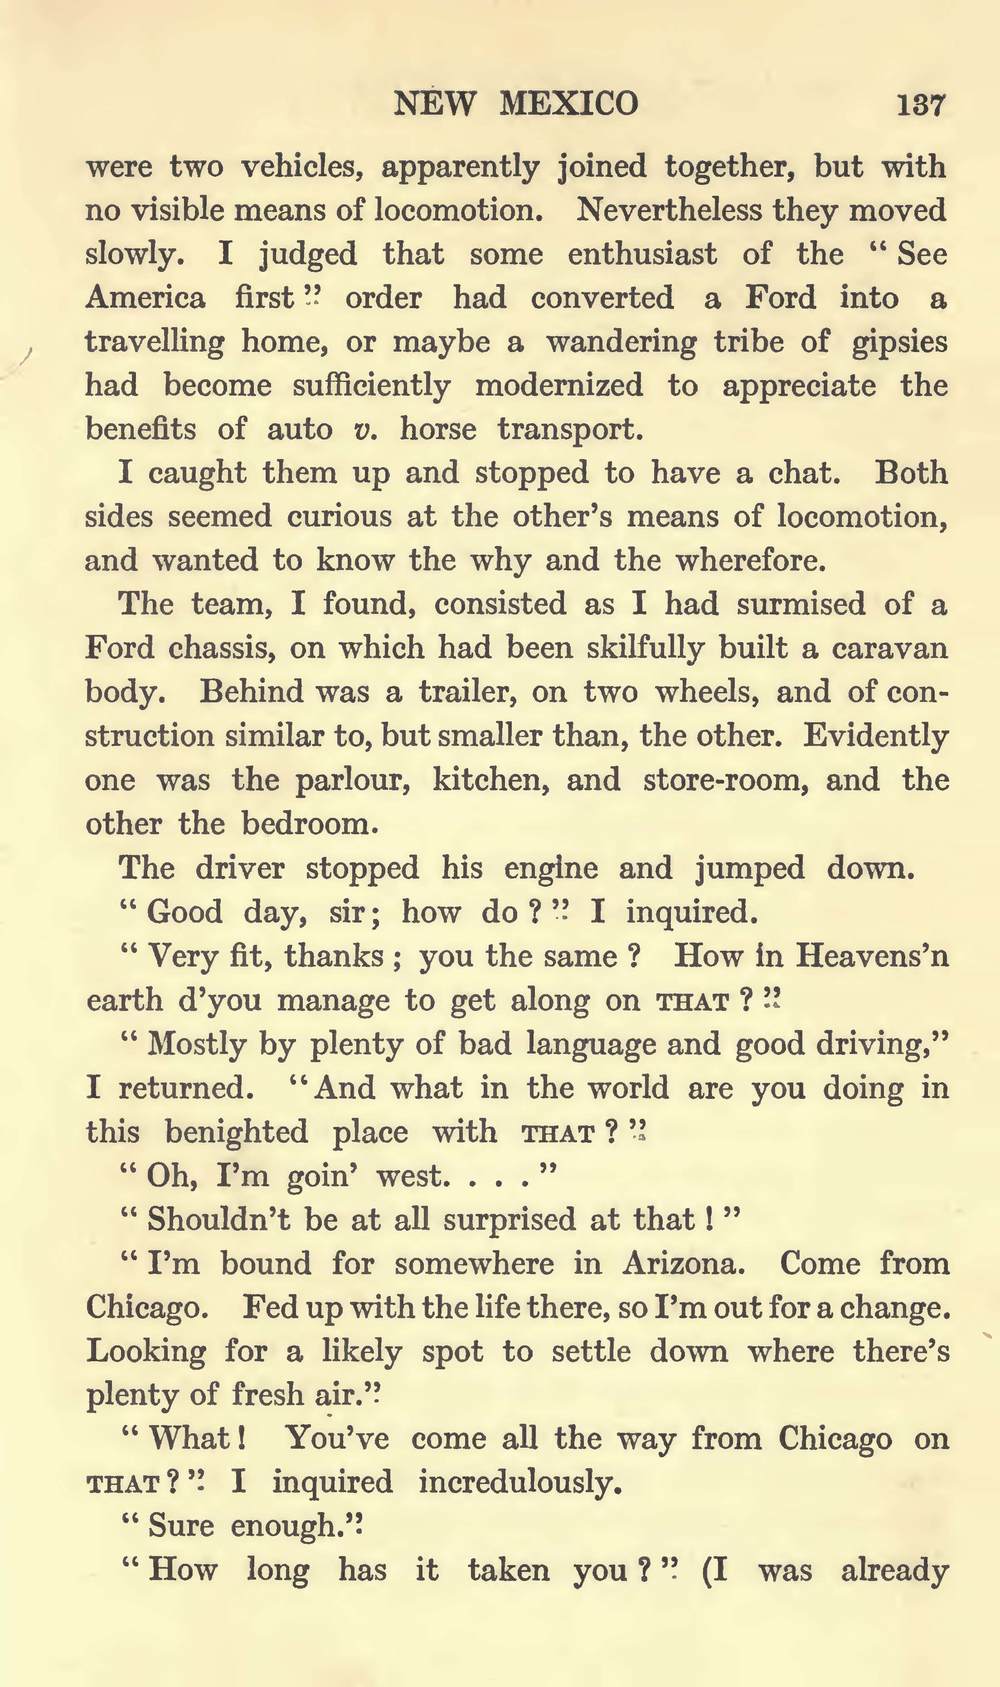 NEW MEXICO 137
were two vehicles, apparently joined together, but with
no visible means of locomotion. Nevertheless they moved
slowly. I judged that some enthusiast of the “ See
America first ” order had converted a Ford into a
travelling home, or maybe a wandering tribe of gipsies
had become sufficiently modernized to appreciate the
benefits of auto v. horse transport.
I caught them up and stopped to have a chat. Both
sides seemed curious at the other’s means of locomotion,
and wanted to know the why and the wherefore.
The team, I found, consisted as I had surmised of a
Ford chassis, on which had been skilfully built a caravan
body. Behind was a trailer, on two wheels, and of con-
struction similar to, but smaller than, the other. Evidently
one was the parlour, kitchen, and store-room, and the
other the bedroom.
The driver stopped his engine and jumped down.
“ Good day, sir; how do ? ” I inquired.
“ Very fit, thanks ; you the same ? How in Heavens’n
earth d’you manage to get along on THAT ? ”
“ Mostly by plenty of bad language and good driving,”
I returned. “ And what in the world are you doing in
this benighted place with THAT ? ”
“ Oh, I’m goin’ west. . . . ”
“ Shouldn’t be at all surprised at that ! ”
“ I’m bound for somewhere in Arizona. Come from
Chicago. Fed up with the life there, so I’m out for a change.
Looking for a likely spot to settle down where there’s
plenty of fresh air.”
“ What ! You’ve come all the way from Chicago on
THAT ? ” I inquired incredulously.
“ Sure enough.”
“ How long has it taken you ? ” (I was already